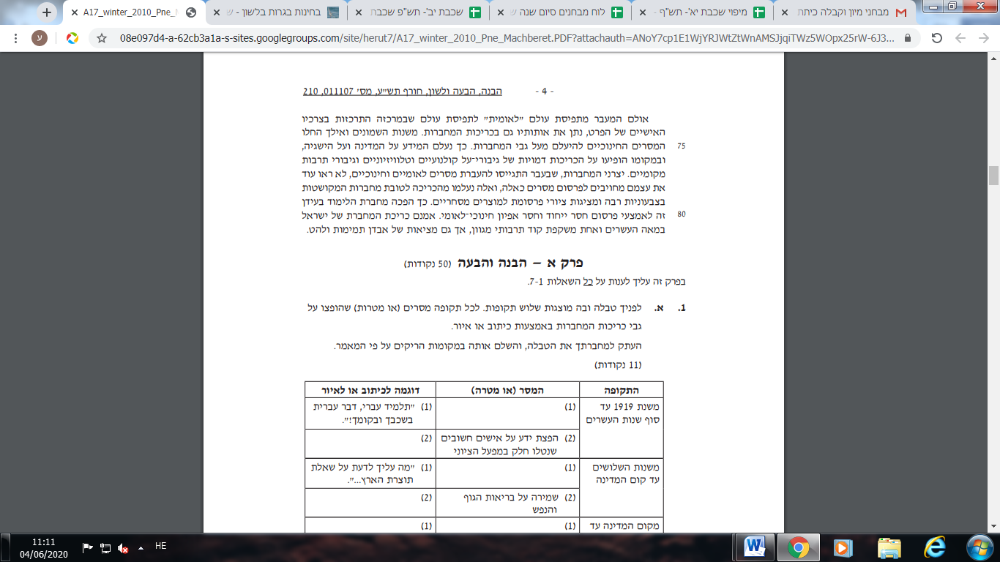 מבחני מיון וקבלה כיתת
מיפוי שכבת יא'- תש"ף -
לוח מבחנים סיום שנה ש
שכבת יב'- תש"פ שכבת
בחינות בגרות בלשון - ש
A17_winter_2010_Pne_M
08e097d4-a-62cb3a1a-s-sites.googlegroups.com/site/herut7/A17_winter_2010_Pne_Machberet.PDF?attachauth=ANoY7cp1E1WjYRJWtZtWnAMSJjqiTWz5WOpx25rW-6J3...
ע
- 4 - הבנה, הבעה ולשון, חורף תש״ע, מס׳ 011107, 210
אולם המעבר מתפיסת עולם ״לאומית״ לתפיסת עולם שבמרכזה התרכזות בצרכיו
האישיים של הפרט, נתן את אותותיו גם בכריכות המחברות. משנות השמונים ואילך החלו
75 המסרים החינוכיים להיעלם מעל גבי המחברות. כך נעלם המידע על המדינה ועל הישגיה,
ובמקומו הופיעו על הכריכות דמויות של גיבורי־על קולנועיים וטלוויזיוניים וגיבורי תרבות
מקומיים. יצרני המחברות, שבעבר התגייסו להעברת מסרים לאומיים וחינוכיים, לא ראו עוד
את עצמם מחויבים לפרסום מסרים כאלה, ואלה נעלמו מהכריכה לטובת מחברות המקושטות
בצבעוניות רבה ומציגות ציורי פרסומת למוצרים מסחריים. כך הפכה מחברת הלימוד בעידן
80 זה לאמצעי פרסום חסר ייחוד וחסר אפיון חינוכי־לאומי. אמנם כריכת המחברת של ישראל
במאה העשרים ואחת משקפת קוד תרבותי מגוון, אך גם מציאות של אבדן תמימות ולהט.
פרק א – הבנה והבעה (50 נקודות)
בפרק זה עליך לענות על כל השאלות 7-1.
1. א. לפניך טבלה ובה מוצגות שלוש תקופות. לכל תקופה מסרים (או מטרות) שהופצו על
גבי כריכות המחברות באמצעות כיתוב או איור.
העתק למחברתך את הטבלה, והשלם אותה במקומות הריקים על פי המאמר.
(11 נקודות)
התקופה המסר (או מטרה) דוגמה לכיתוב או לאיור
משנת 1919 עד (1) (1) ״תלמיד עברי, דבר עברית
סוף שנות העשרים בשכבך ובקומך!״.
(2) הפצת ידע על אישים חשובים (2)
שנטלו חלק במפעל הציוני
משנות השלושים (1) (1) ״מה עליך לדעת על שאלת
עד קום המדינה תוצרת הארץ...״.
(2) שמירה על בריאות הגוף (2)
והנפש
מקום המדינה עד (1) (1)
HE
11:11
04/06/2020